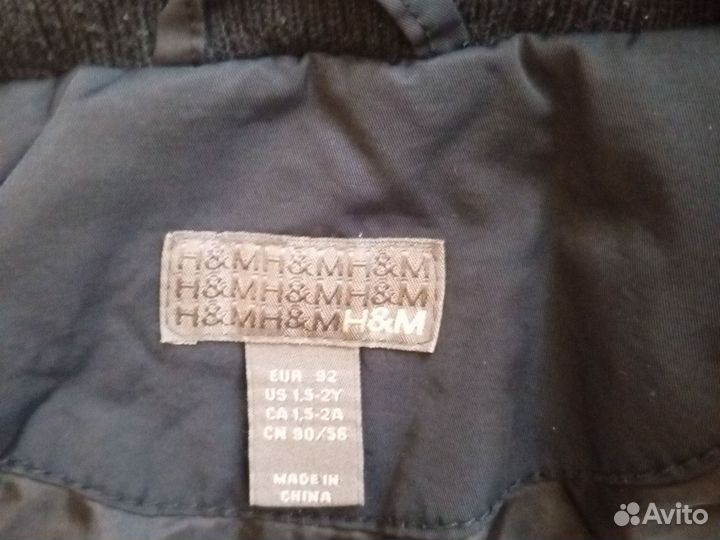 H&MH&MH&M
H&MH&MH&M
H&MH&MH&M
EUR 92
US 1,5-2Y
CA 1,5-2A
CN 90/56
MADE IN
CHINA
Avito